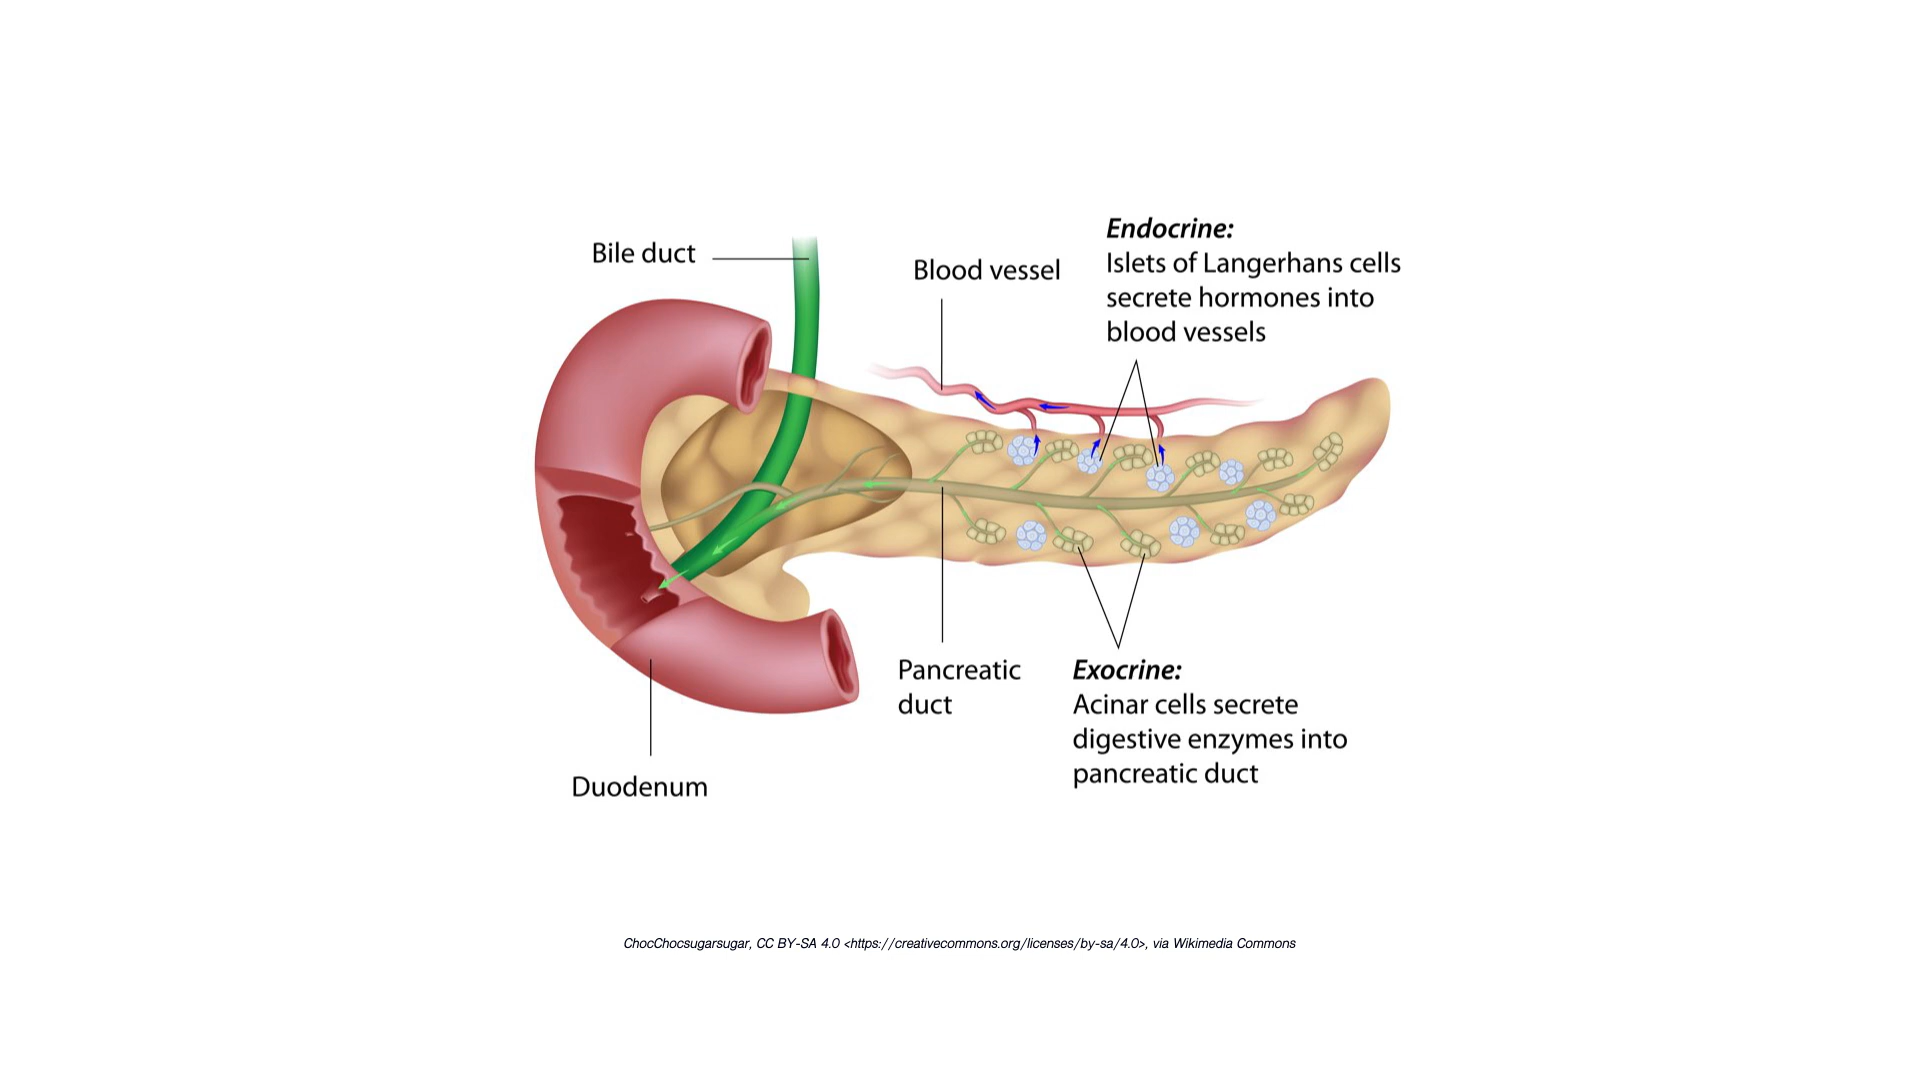 Endocrine:
Islets of Langerhans cells
secrete hormones into
blood vessels
Bile duct
Blood vessel
Pancreatic
duct
Exocrine:
Acinar cells secrete
digestive enzymes into
pancreatic duct
Duodenum
ChocChocsugarsugar, CC BY-SA 4.0 <https://creativecommons.org/licenses/by-sa/4.0>, via Wikimedia Commons